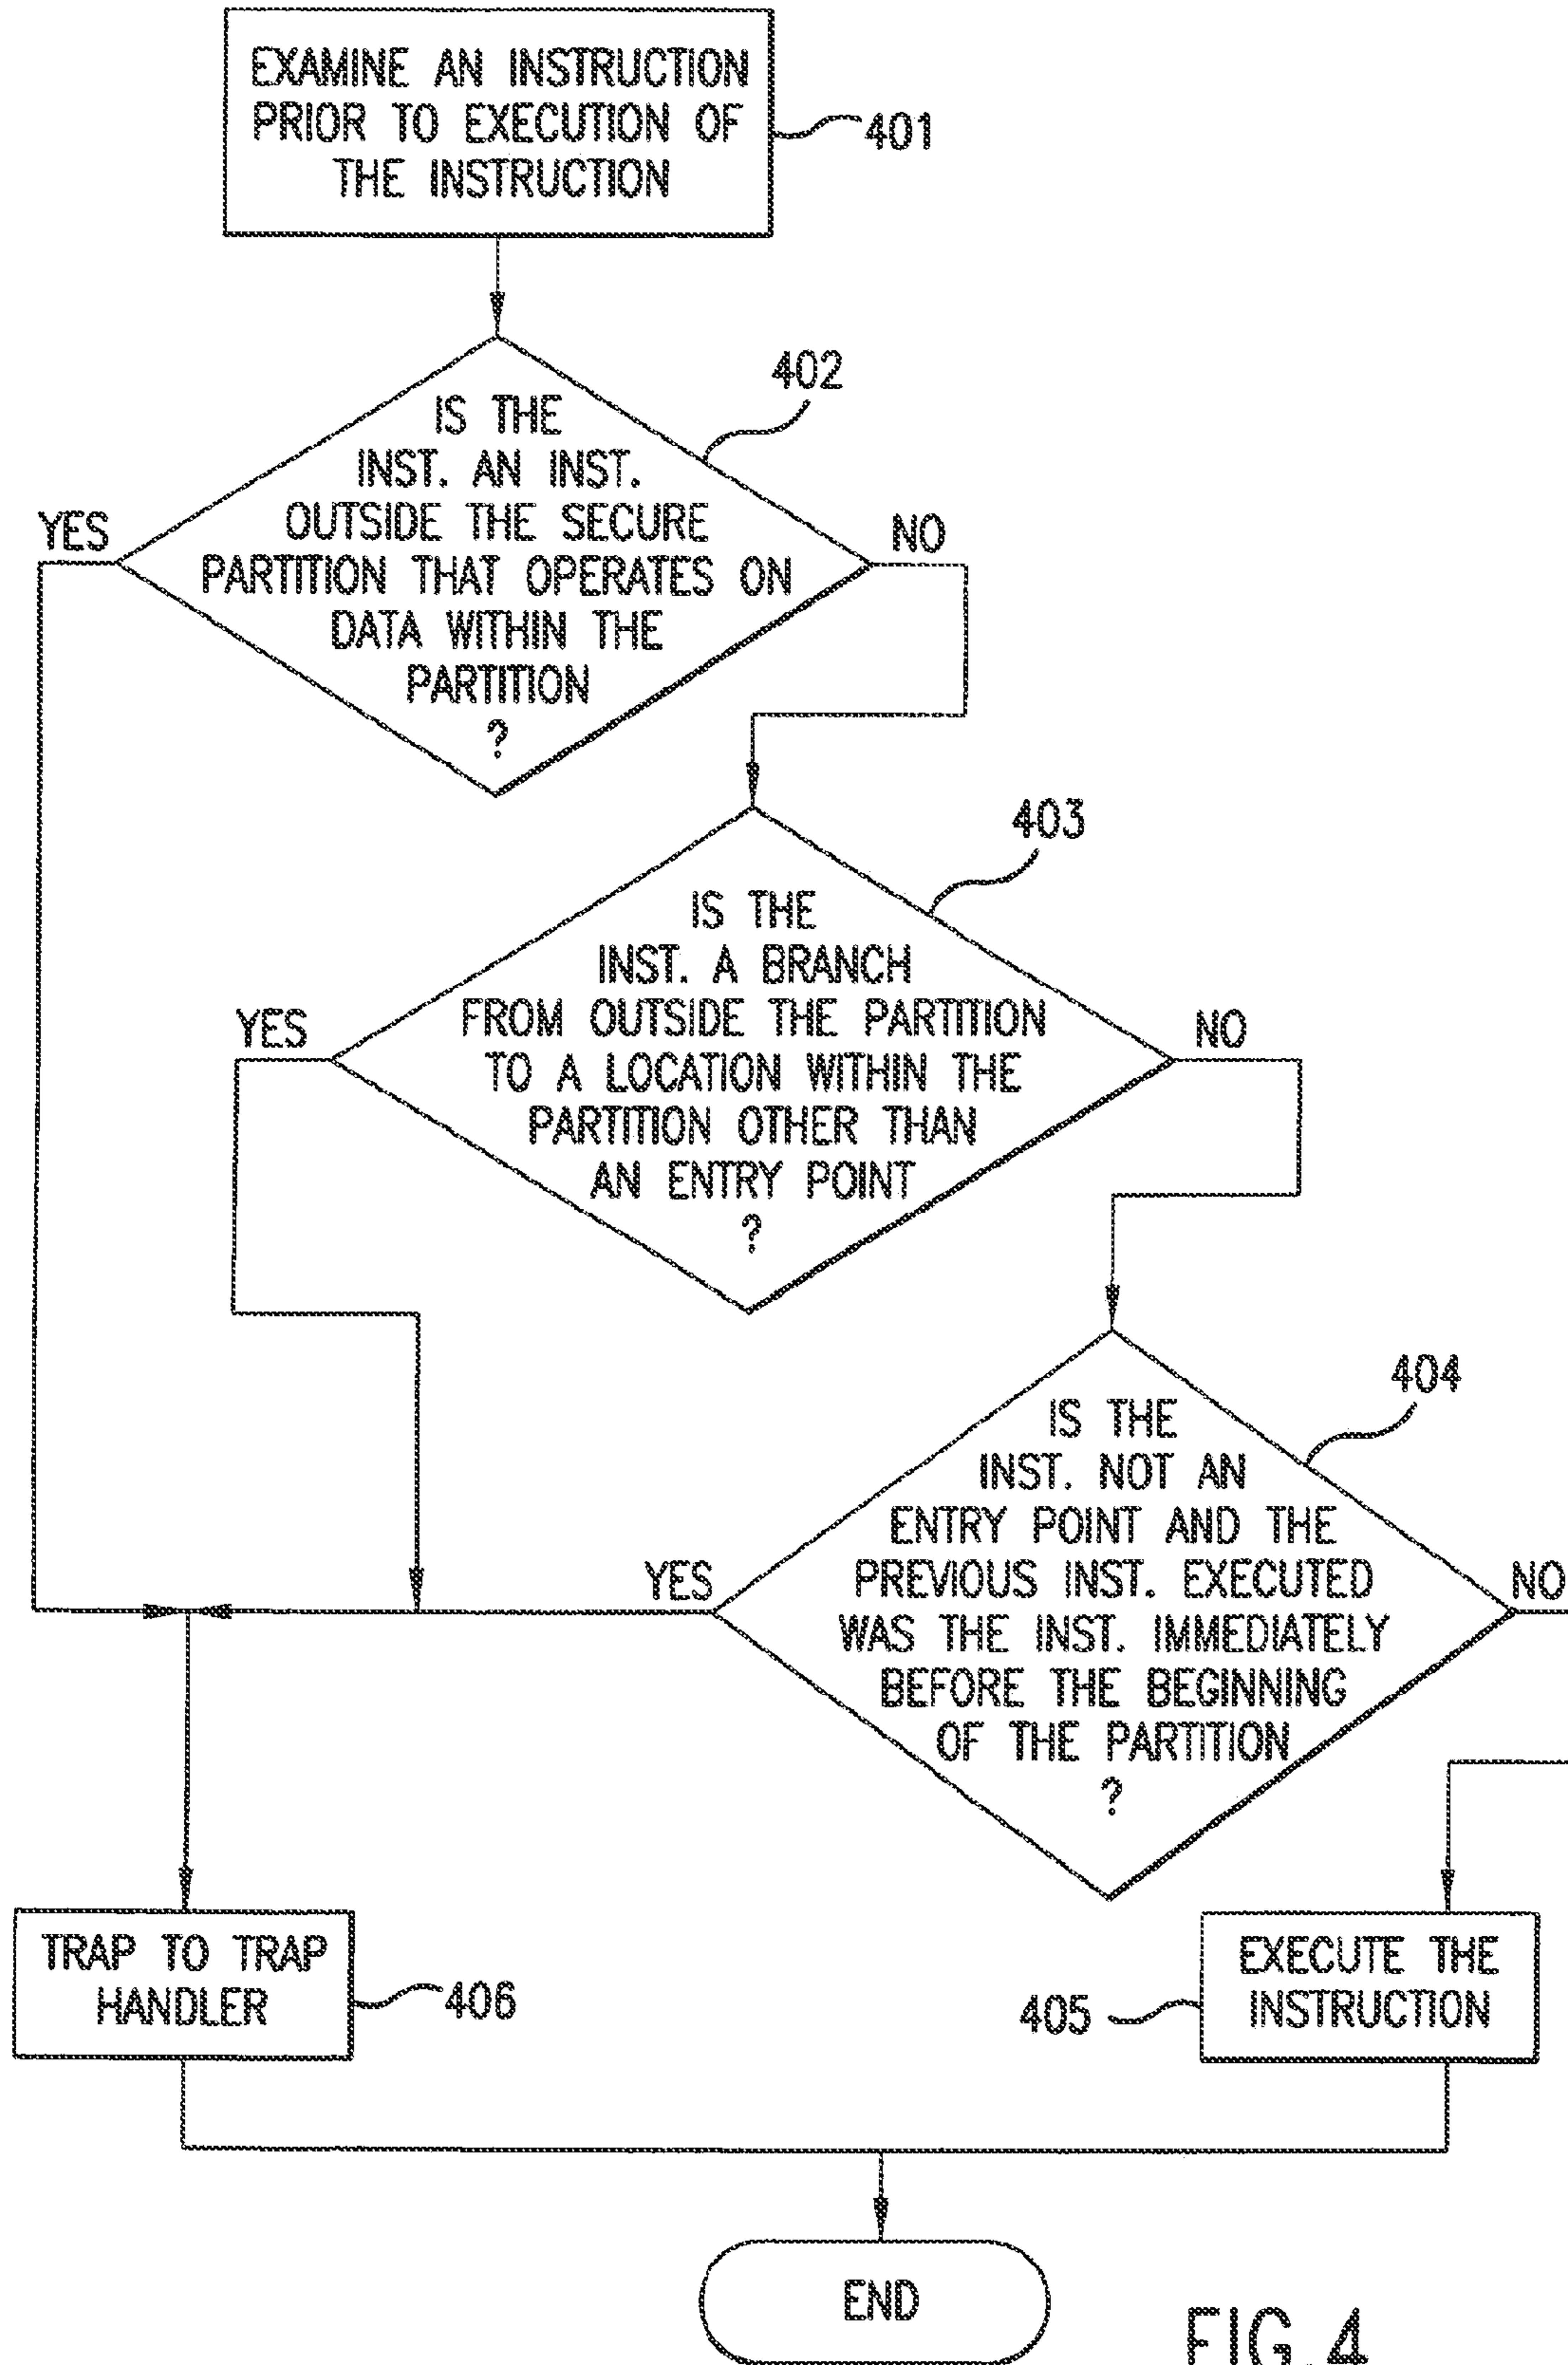 EXAMINE AN INSTRUCTION
PRIOR TO EXECUTION OF
THE INSTRUCTION
401
402
IS THE
INST. AN INST.
OUTSIDE THE SECURE
PARTITION THAT OPERATES ON
DATA WITHIN THE
PARTITION
?
YES
NO
403
IS THE
INST. A BRANCH
FROM OUTSIDE THE PARTITION
TO A LOCATION WITHIN THE
PARTITION OTHER THAN
AN ENTRY POINT
?
YES
NO
404
IS THE
INST. NOT AN
ENTRY POINT AND THE
PREVIOUS INST. EXECUTED
WAS THE INST. IMMEDIATELY
BEFORE THE BEGINNING
OF THE PARTITION
?
YES
NO
TRAP TO TRAP
HANDLER
406
405
EXECUTE THE
INSTRUCTION
END
FIG.4